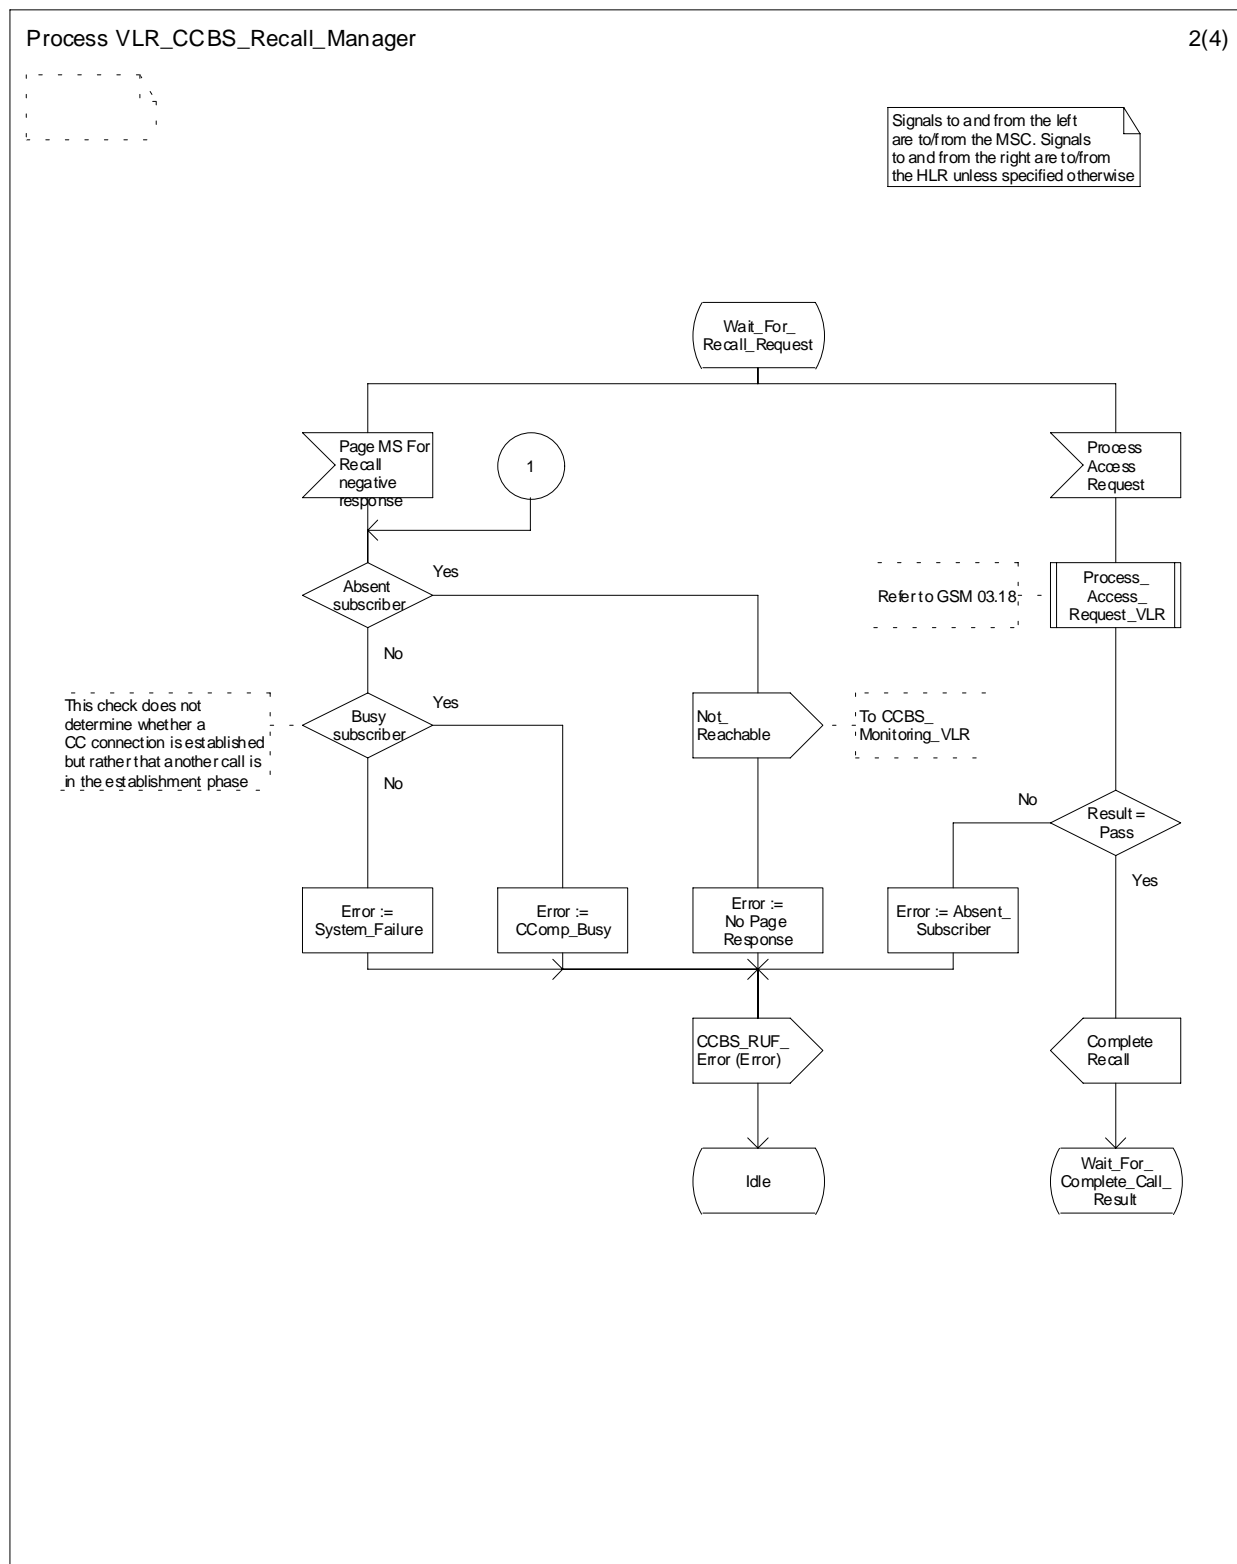 Process VLR_CCBS_Recall_Manager
2(4)
Signals to and from the left
are to/from the MSC. Signals
to and from the right are to/from
the HLR unless specified otherwise
Wait_For_
Recall_Request
Page MS For
Recall
negative
response
1
Process
Access
Request
Absent
subscriber
Yes
No
Refer to GSM 03.18
Process_
Access_
Request_VLR
This check does not
determine whether a
CC connection is established
but rather that another call is
in the establishment phase
Busy
subscriber
Yes
No
Not_
Reachable
To CCBS_
Monitoring_VLR
No
Result =
Pass
Yes
Error :=
System_Failure
Error :=
CComp_Busy
Error :=
No Page
Response
Error := Absent_
Subscriber
CCBS_RUF_
Error (Error)
Complete
Recall
Idle
Wait_For_
Complete_Call_
Result